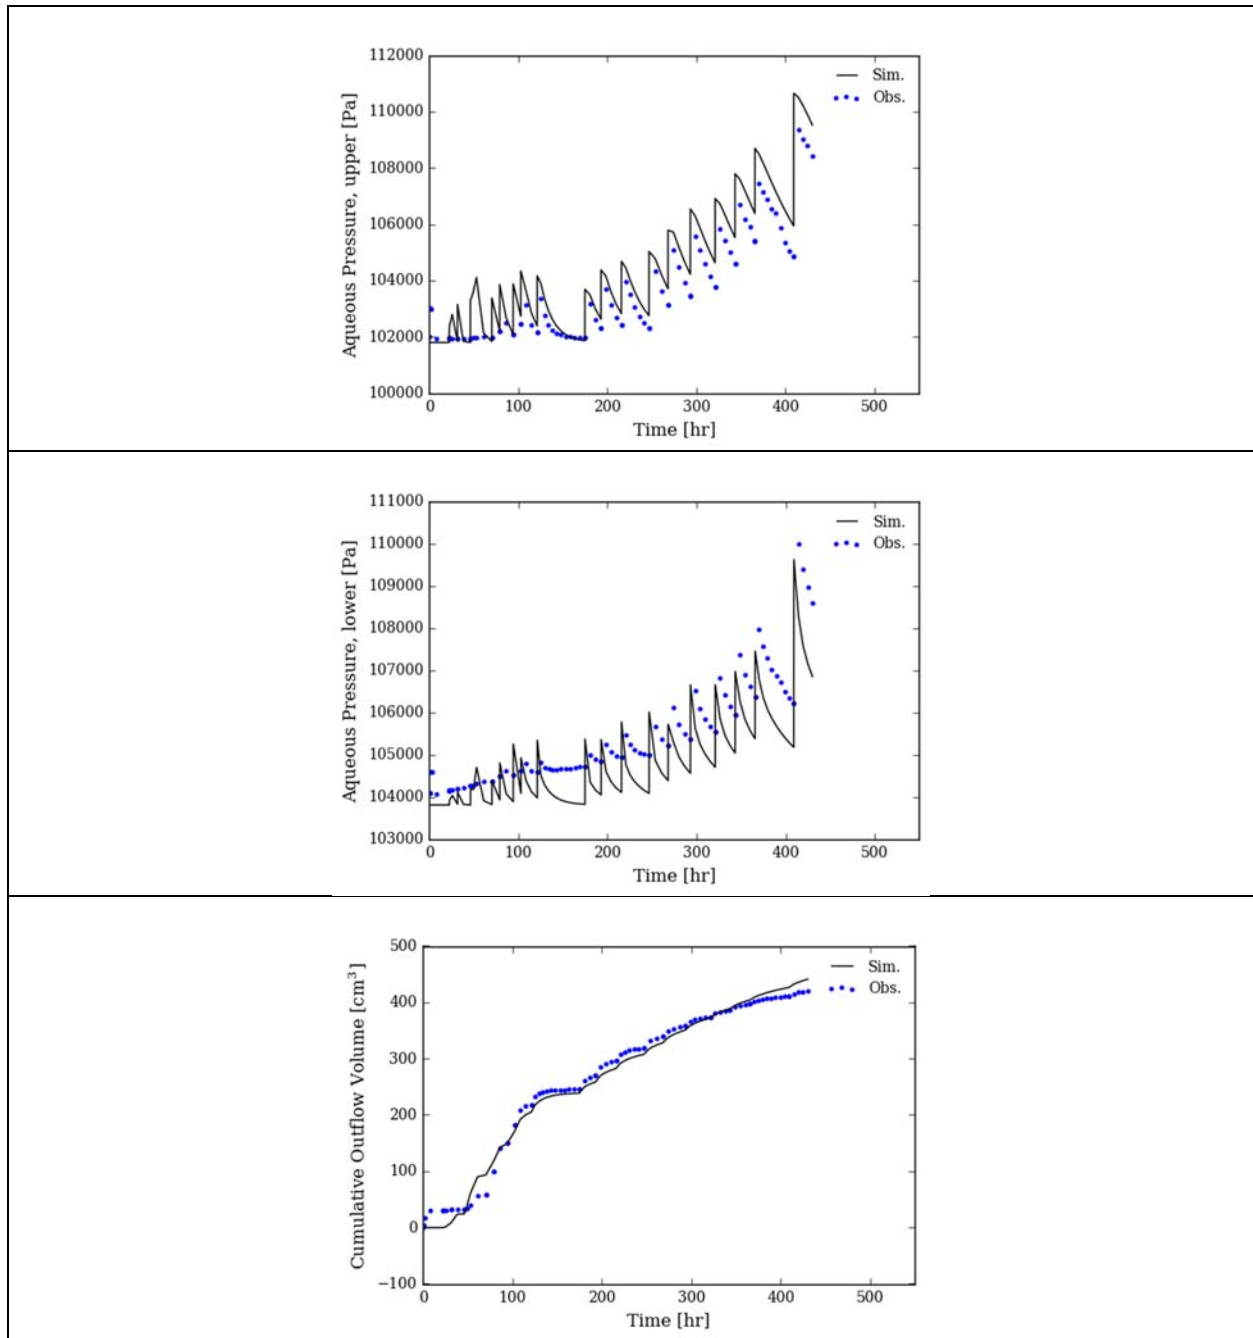 112000
110000
108000
106000
104000
102000
100000
Aqueous Pressure, upper [Pa]
Sim.
Obs.
0 100 200 300 400 500
Time [hr]
111000
110000
109000
108000
107000
106000
105000
104000
103000
Aqueous Pressure, lower [Pa]
Sim.
Obs.
0 100 200 300 400 500
Time [hr]
500
400
300
200
100
0
−100
Cumulative Outflow Volume [cm³]
Sim.
Obs.
0 100 200 300 400 500
Time [hr]